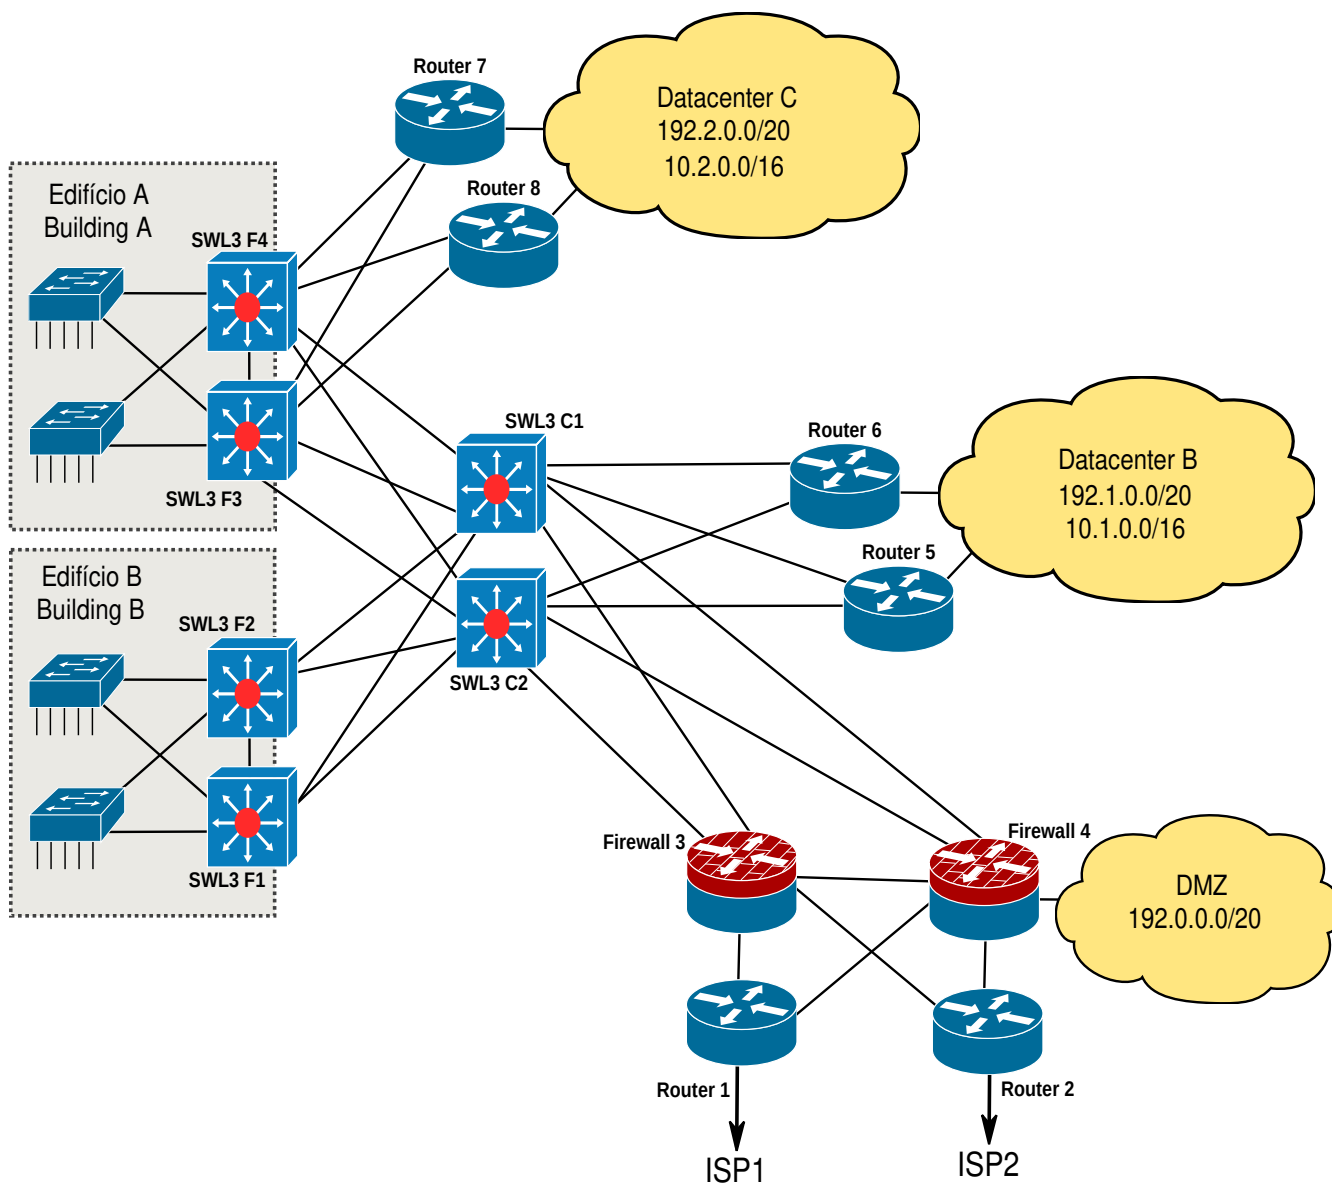 Router 7
Datacenter C
192.2.0.0/20
10.2.0.0/16
Router 8
Edifício A
Building A
SWL3 F4
SWL3 F3
SWL3 C1
Router 6
Datacenter B
192.1.0.0/20
10.1.0.0/16
Router 5
Edifício B
Building B
SWL3 F2
SWL3 C2
SWL3 F1
Firewall 3
Firewall 4
DMZ
192.0.0.0/20
Router 1
Router 2
ISP1
ISP2